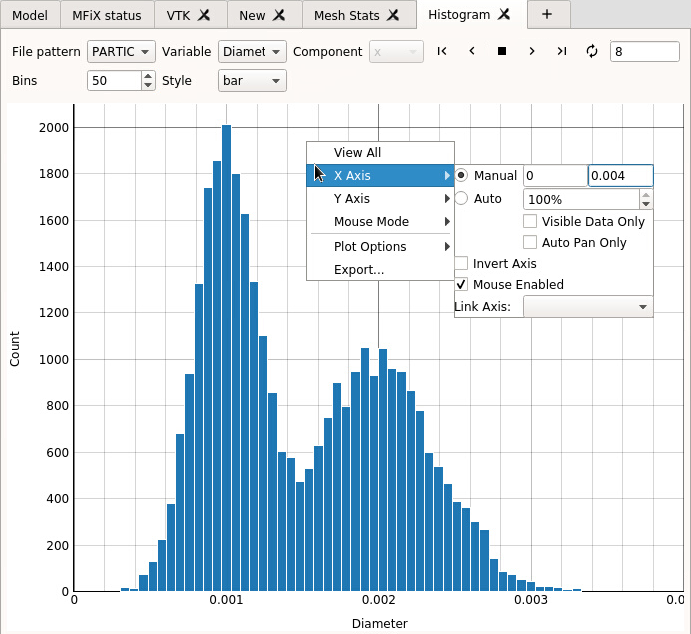 Model MFiX status VTK New Mesh Stats Histogram +
File pattern PARTIC Variable Diamet Component x 8
Bins 50 Style bar
2000
1800
1600
1400
1200
1000
800
600
400
200
0
Count
View All
X Axis
Y Axis
Mouse Mode
Plot Options
Export...
Manual 0 0.004
Auto 100%
Visible Data Only
Auto Pan Only
Invert Axis
Mouse Enabled
Link Axis:
0 0.001 0.002 0.003 0.0
Diameter